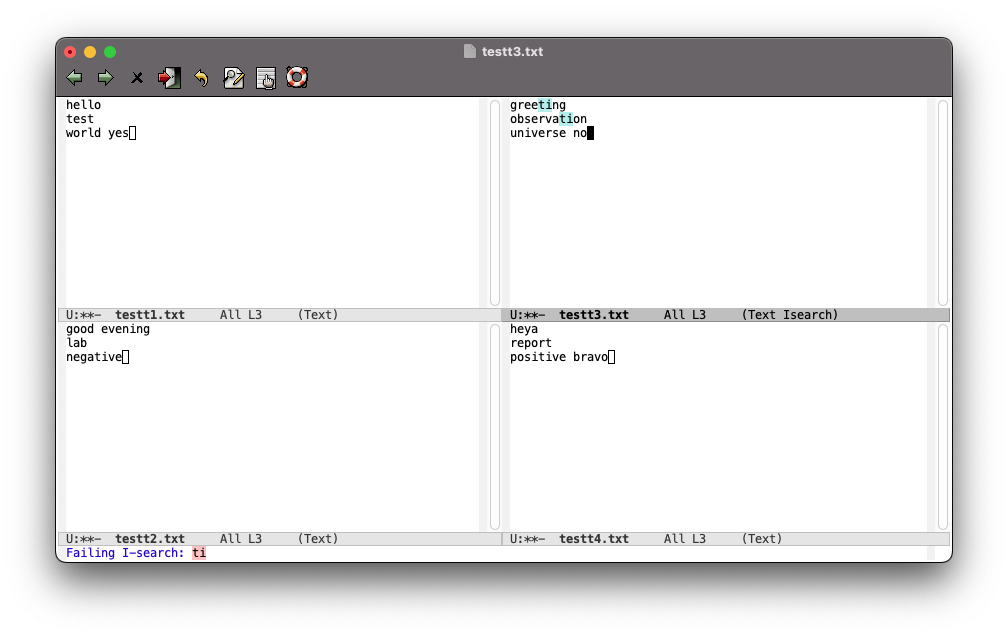 testt3.txt
hello
test
world yes
U:**-  testt1.txt     All L3     (Text)
greeting
observation
universe no
U:**-  testt3.txt     All L3     (Text Isearch)
good evening
lab
negative
U:**-  testt2.txt     All L3     (Text)
heya
report
positive bravo
U:**-  testt4.txt     All L3     (Text)
Failing I-search: ti